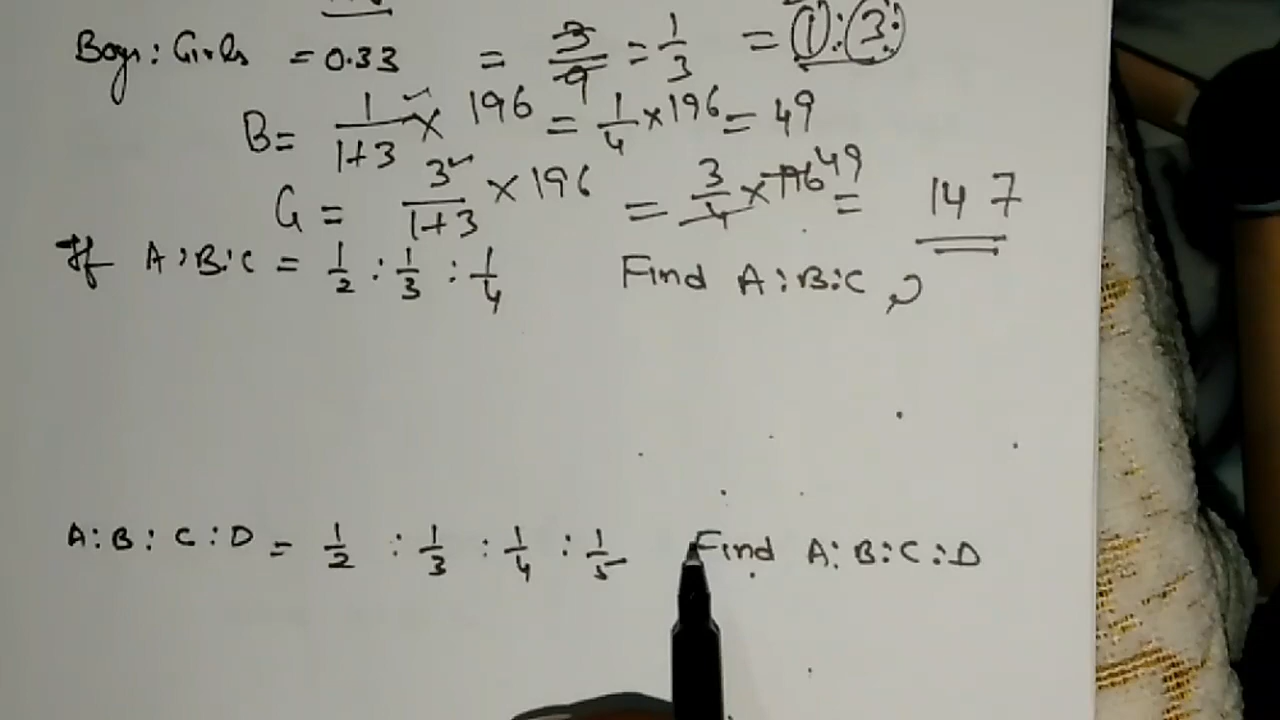 Boys : Girls = 0.33 = 3/9 = 1/3 = 1 : 3
B = 1/1+3 × 196 = 1/4 × 196 = 49
G = 3/1+3 × 196 = 3/4 × 196 49 = 147
If A : B : C = 1/2 : 1/3 : 1/4 Find A : B : C ?
A : B : C : D = 1/2 : 1/3 : 1/4 : 1/5 Find A : B : C : D